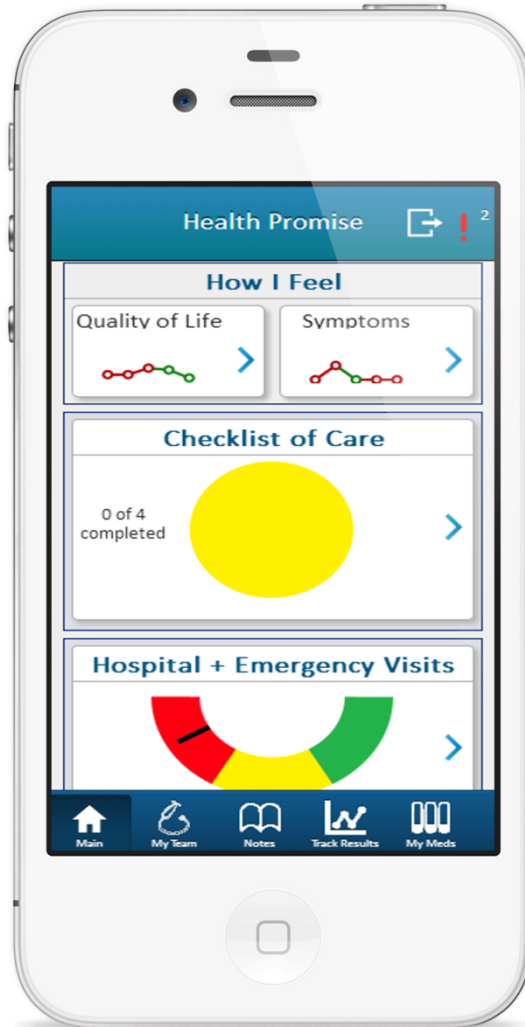 Health Promise
! 2
How I Feel
Quality of Life
Symptoms
Checklist of Care
0 of 4
completed
Hospital + Emergency Visits
Main
My Team
Notes
Track Results
My Meds